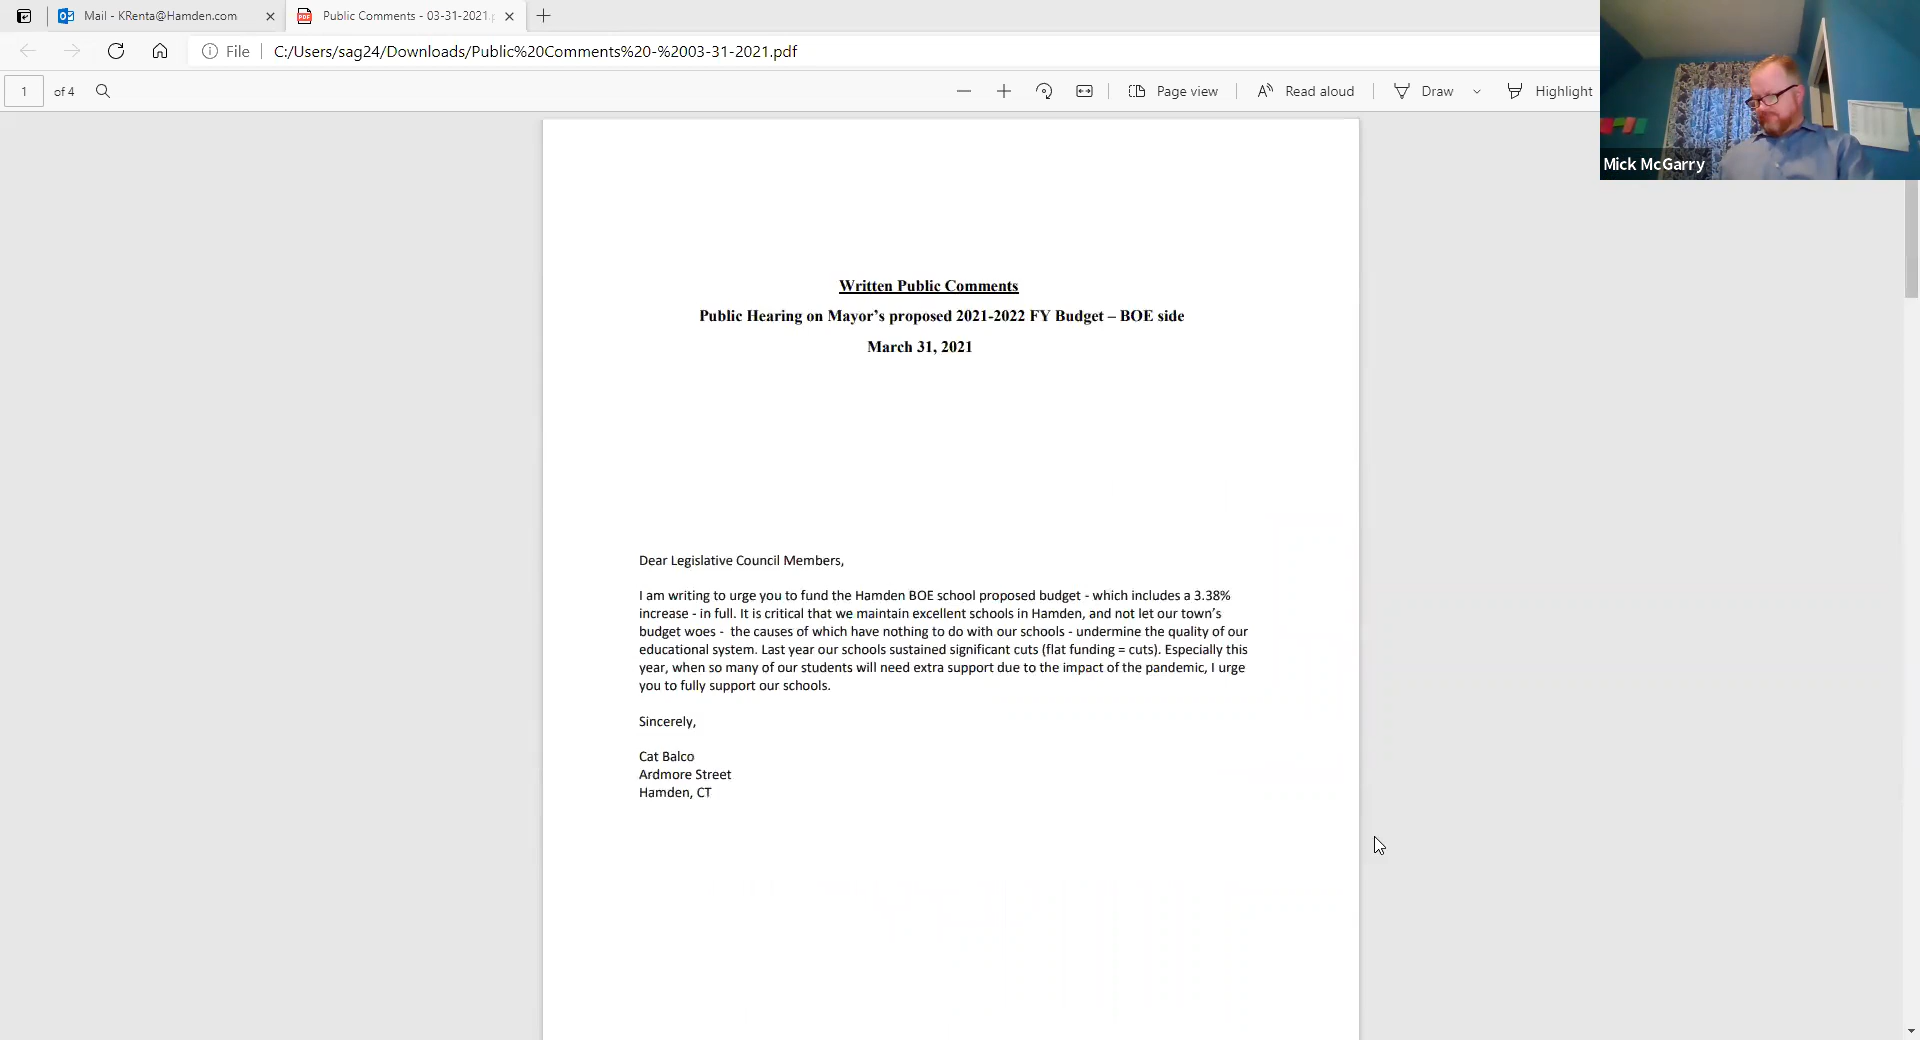 Mail - KRenta@Hamden.com
Public Comments - 03-31-2021.
File
C:/Users/sag24/Downloads/Public%20Comments%20-%2003-31-2021.pdf
1 of 4
Page view
Read aloud
Draw
Highlight
Mick McGarry
Written Public Comments
Public Hearing on Mayor’s proposed 2021-2022 FY Budget – BOE side
March 31, 2021
Dear Legislative Council Members,
I am writing to urge you to fund the Hamden BOE school proposed budget - which includes a 3.38%
increase - in full. It is critical that we maintain excellent schools in Hamden, and not let our town’s
budget woes -  the causes of which have nothing to do with our schools - undermine the quality of our
educational system. Last year our schools sustained significant cuts (flat funding = cuts). Especially this
year, when so many of our students will need extra support due to the impact of the pandemic, I urge
you to fully support our schools.
Sincerely,
Cat Balco
Ardmore Street
Hamden, CT